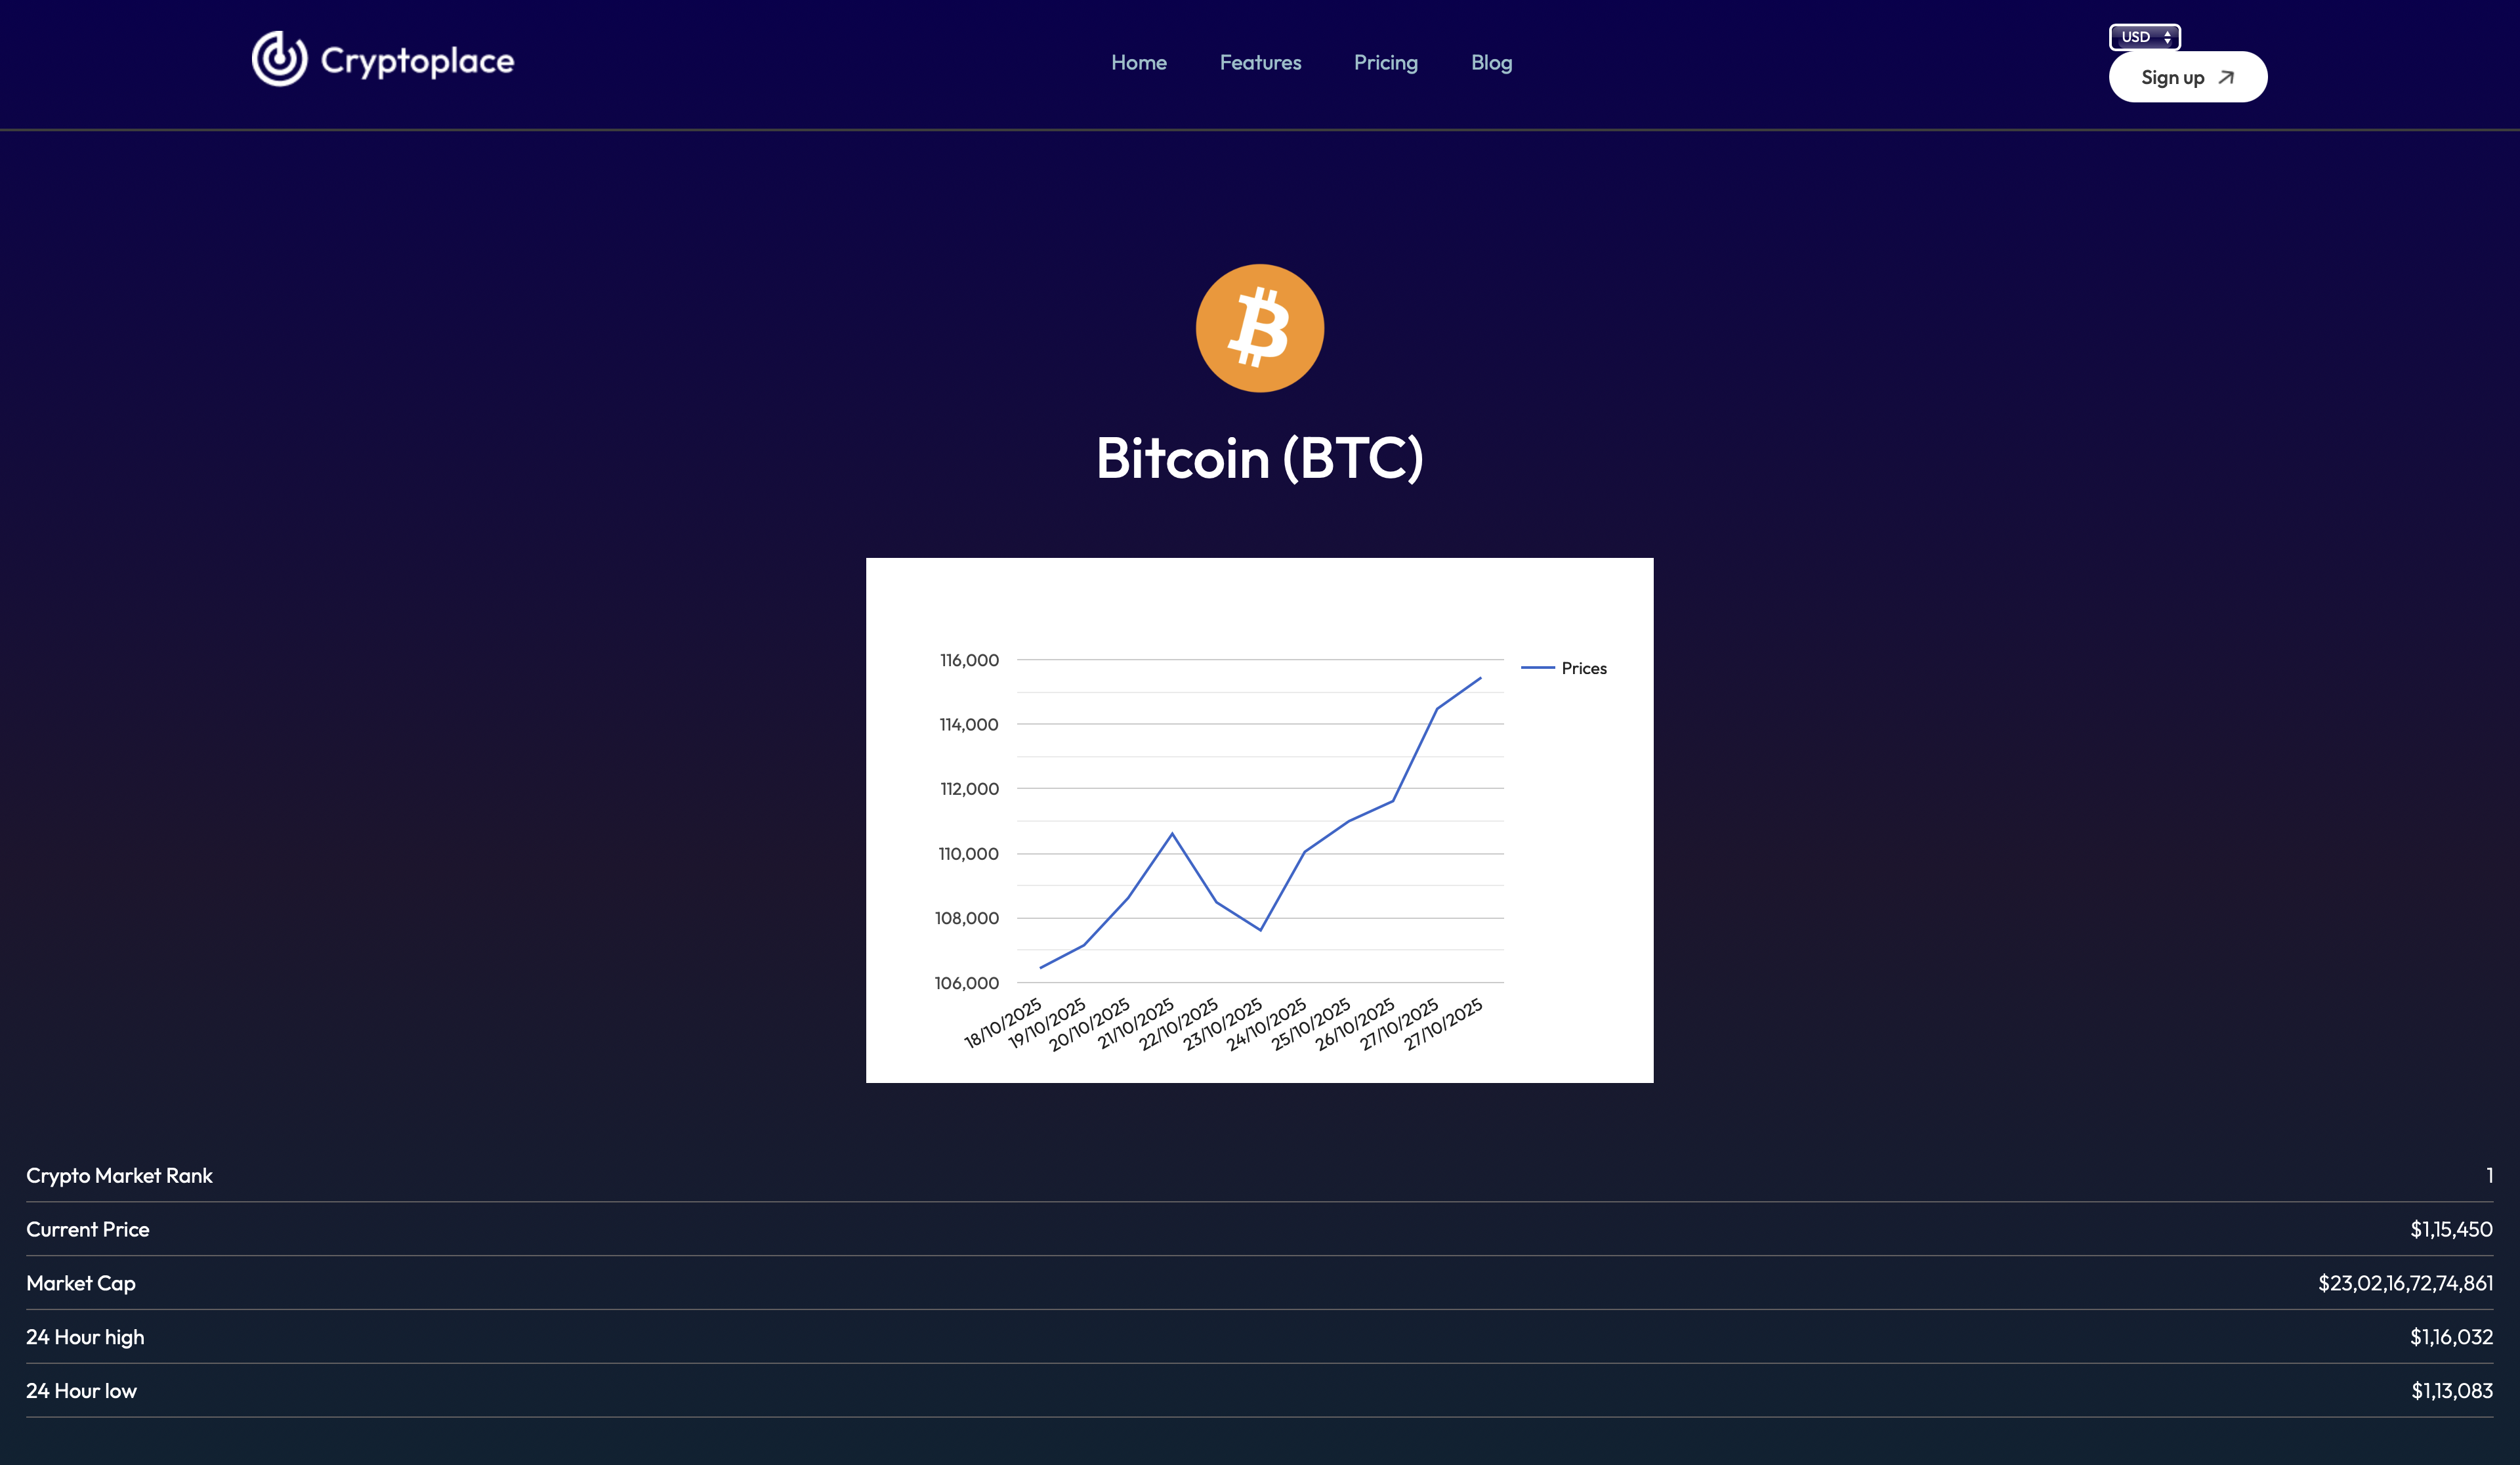 Cryptoplace
Home Features Pricing Blog
USD
Sign up
Bitcoin (BTC)
116,000
114,000
112,000
110,000
108,000
106,000
Prices
18/10/2025
19/10/2025
20/10/2025
21/10/2025
22/10/2025
23/10/2025
24/10/2025
25/10/2025
26/10/2025
27/10/2025
27/10/2025
Crypto Market Rank 1
Current Price $1,15,450
Market Cap $23,02,16,72,74,861
24 Hour high $1,16,032
24 Hour low $1,13,083